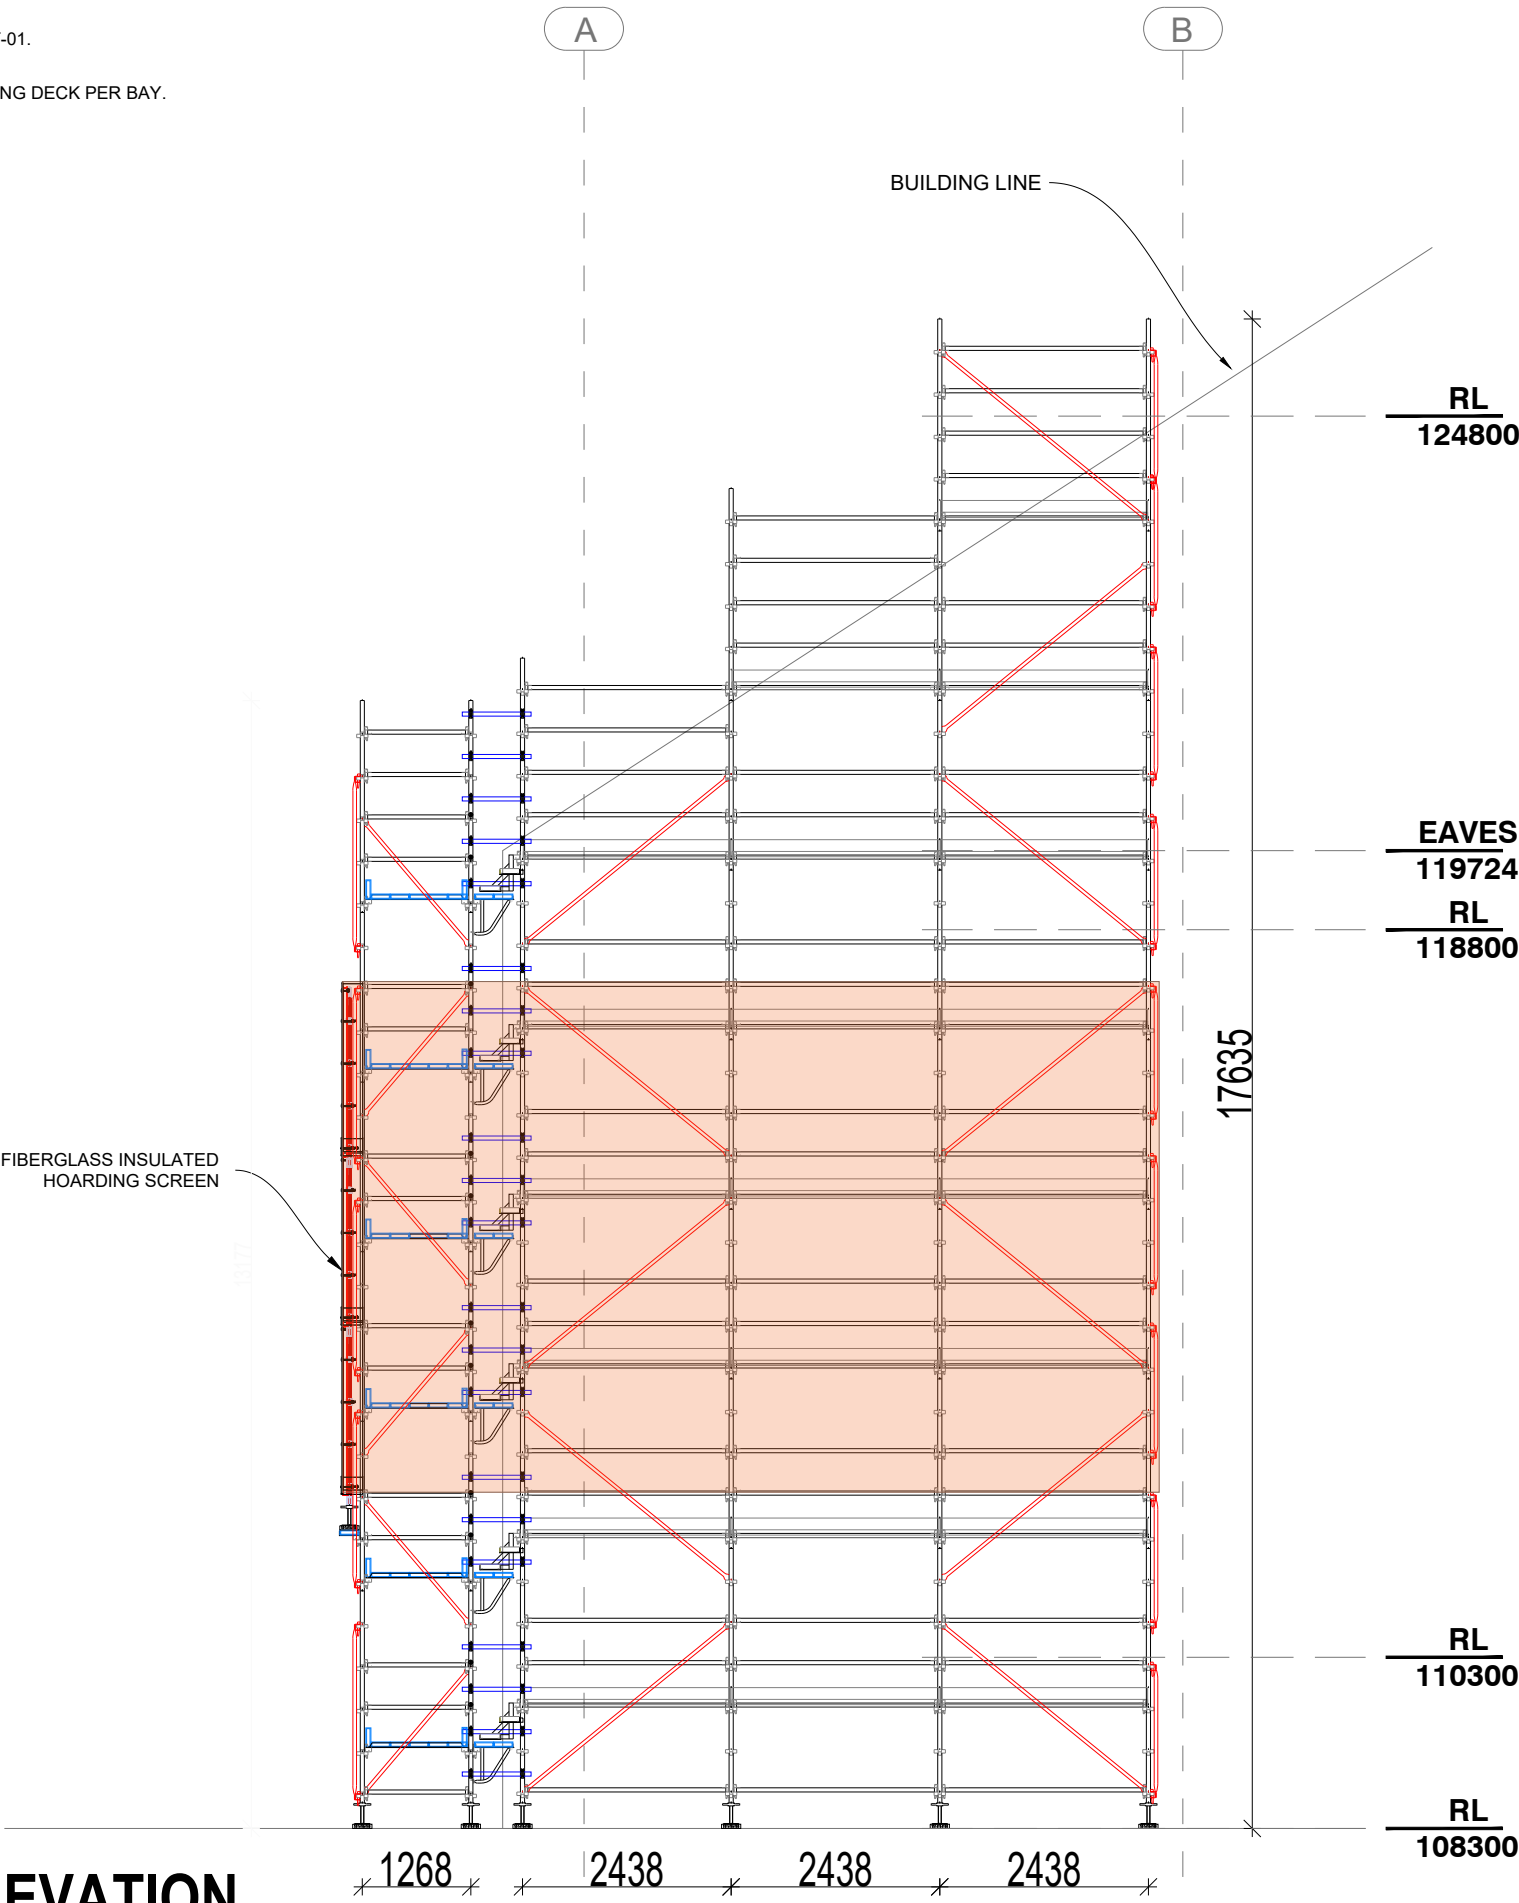 -01.
A
B
NG DECK PER BAY.
BUILDING LINE
RL
124800
EAVES
119724
RL
118800
17635
FIBERGLASS INSULATED
HOARDING SCREEN
RL
110300
RL
108300
1268
2438
2438
2438
EVATION